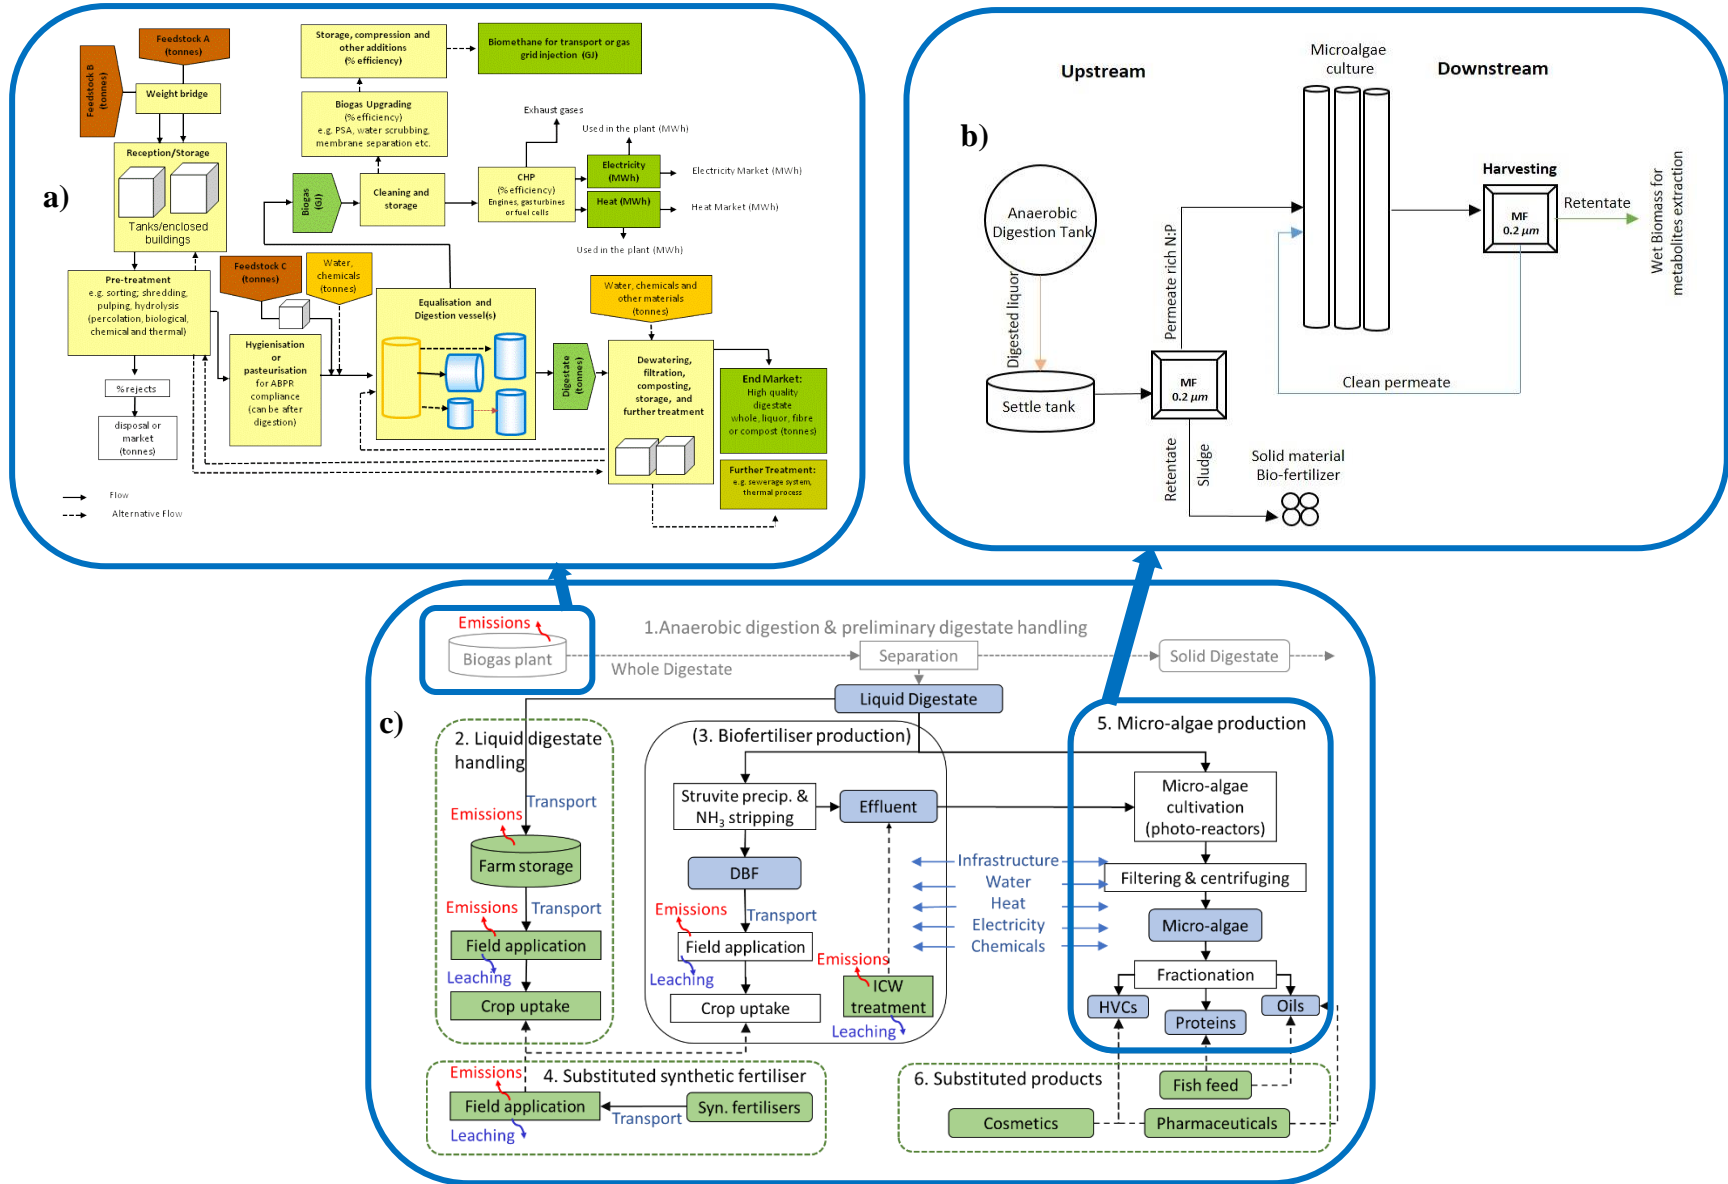 a)
Feedstock A
(tonnes)
Feedstock B
(tonnes)
Weight bridge
Reception/Storage
Tanks/enclosed
buildings
Pre-treatment
e.g. sorting; shredding,
pulping, hydrolysis
(percolation, biological,
chemical and thermal)
% rejects
disposal or
market
(tonnes)
Flow
Alternative Flow
Storage, compression and
other additions
(% efficiency)
Biomethane for transport or gas
grid injection (GJ)
Biogas Upgrading
(% efficiency)
e.g. PSA, water scrubbing,
membrane separation etc.
Exhaust gases
Used in the plant (MWh)
Biogas
(GJ)
Cleaning and
storage
CHP
(% efficiency)
Engines, gas turbines
or fuel cells
Electricity
(MWh)
Electricity Market (MWh)
Heat (MWh)
Heat Market (MWh)
Used in the plant (MWh)
Feedstock C
(tonnes)
Water,
chemicals
(tonnes)
Hygienisation
or
pasteurisation
for ABPR
compliance
(can be after
digestion)
Equalisation and
Digestion vessel(s)
Digestate
(tonnes)
Water, chemicals and
other materials
(tonnes)
Dewatering,
filtration,
composting,
storage, and
further treatment
End Market:
High quality
digestate
whole, liquor, fibre
or compost (tonnes)
Further Treatment:
e.g. sewerage system,
thermal process
b)
Upstream
Microalgae
culture
Downstream
Anaerobic
Digestion Tank
Digested liquor
Settle tank
MF
0.2 μm
Permeate rich N:P
Retentate
Sludge
Solid material
Bio-fertilizer
Harvesting
MF
0.2 μm
Retentate
Clean permeate
Wet Biomass for
metabolites extraction
c)
Emissions
Biogas plant
1.Anaerobic digestion & preliminary digestate handling
Whole Digestate
Separation
Solid Digestate
Liquid Digestate
2. Liquid digestate
handling
Transport
Emissions
Farm storage
Transport
Emissions
Field application
Leaching
Crop uptake
(3. Biofertiliser production)
Struvite precip. &
NH3 stripping
Effluent
DBF
Transport
Emissions
Field application
Leaching
Crop uptake
Emissions
ICW
treatment
Leaching
Infrastructure
Water
Heat
Electricity
Chemicals
5. Micro-algae production
Micro-algae
cultivation
(photo-reactors)
Filtering & centrifuging
Micro-algae
Fractionation
HVCs
Proteins
Oils
4. Substituted synthetic fertiliser
Emissions
Field application
Leaching
Transport
Syn. fertilisers
6. Substituted products
Fish feed
Cosmetics
Pharmaceuticals